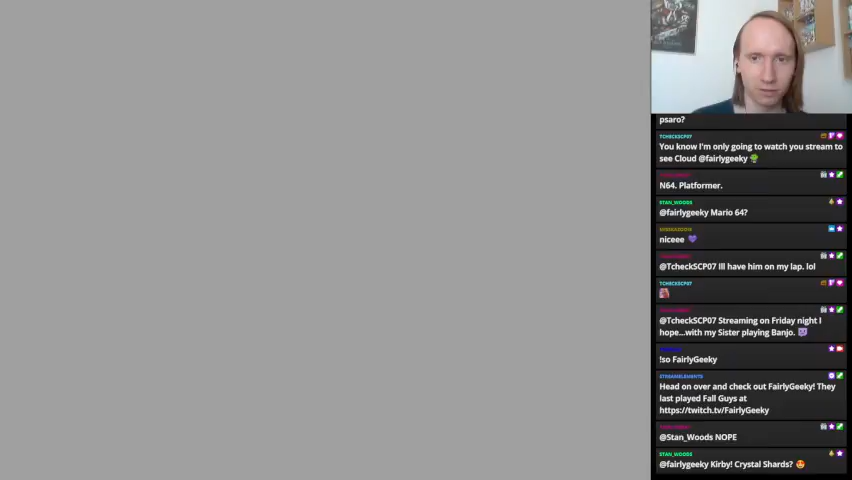 psaro?
TCHECKSCP07
You know I'm only going to watch you stream to
see Cloud @fairlygeeky
N64. Platformer.
STAN_WOODS
@fairlygeeky Mario 64?
niceee
@TcheckSCP07 Ill have him on my lap. lol
TCHECKSCP07
@TcheckSCP07 Streaming on Friday night I
hope...with my Sister playing Banjo.
!so FairlyGeeky
STREAMELEMENTS
Head on over and check out FairlyGeeky! They
last played Fall Guys at
https://twitch.tv/FairlyGeeky
@Stan_Woods NOPE
STAN_WOODS
@fairlygeeky Kirby! Crystal Shards?